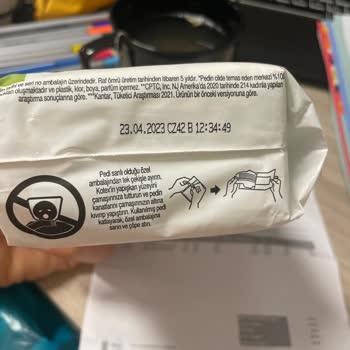 ve seri no ambalajın üzerindedir. Raf ömrü üretim tarihinden itibaren 5 yıldır. *Pedin cilde temas eden merkezi %100
oluşmaktadır ve plastik, klor, boya, parfüm içermez. **CPTC, Inc, NJ Amerika'da 2020 tarihinde 214 kadınla yapılan
araştırma sonuçlarına göre. ***Kantar, Tüketici Araştırması 2021. Ürünün bir önceki versiyonuna göre.
23.04.2023 CZ42 B 12:34:49
Pedi sarılı olduğu özel
ambalajından tek çekişte ayırın.
Kotex'in yapışkan yüzeyini
çamaşırınıza tutturun ve pedin
kanatlarını çamaşırınızın altına
kıvırıp yapıştırın. Kullanılmış pedi
katlayarak, özel ambalajına
sarın ve çöpe atın.